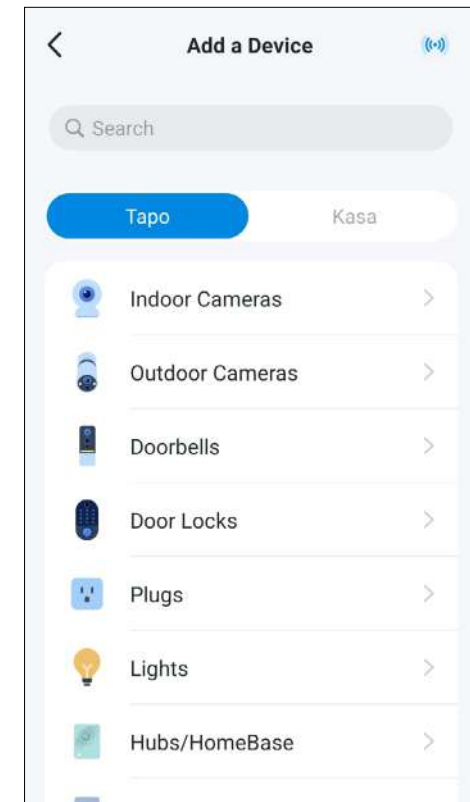 Add a Device
Search
Tapo Kasa
Indoor Cameras
Outdoor Cameras
Doorbells
Door Locks
Plugs
Lights
Hubs/HomeBase